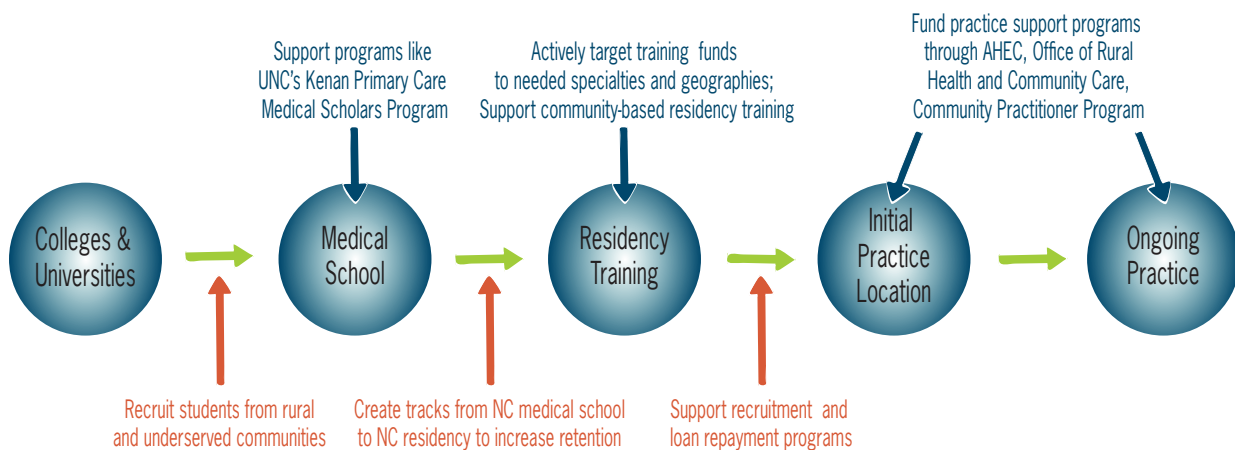 Support programs like
UNC's Kenan Primary Care
Medical Scholars Program
Actively target training funds
to needed specialties and geographies;
Support community-based residency training
Fund practice support programs
through AHEC, Office of Rural
Health and Community Care,
Community Practitioner Program
Colleges &
Universities
Medical
School
Residency
Training
Initial
Practice
Location
Ongoing
Practice
Recruit students from rural
and underserved communities
Create tracks from NC medical school
to NC residency to increase retention
Support recruitment and
loan repayment programs